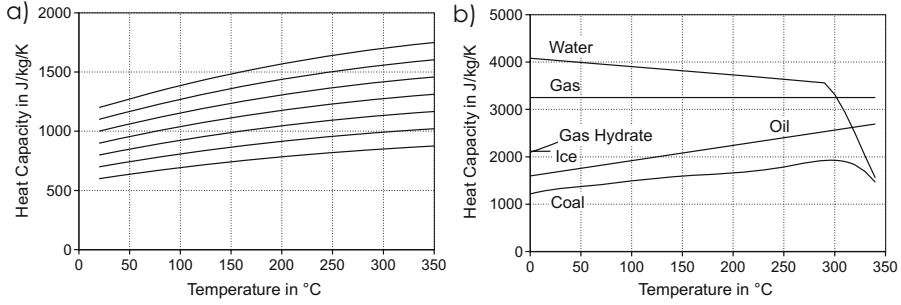 a)
Heat Capacity in J/kg/K
2000
1500
1000
500
0
0 50 100 150 200 250 300 350
Temperature in °C
b)
Heat Capacity in J/kg/K
5000
4000
3000
2000
1000
0
Water
Gas
Gas Hydrate
Oil
Ice
Coal
0 50 100 150 200 250 300 350
Temperature in °C